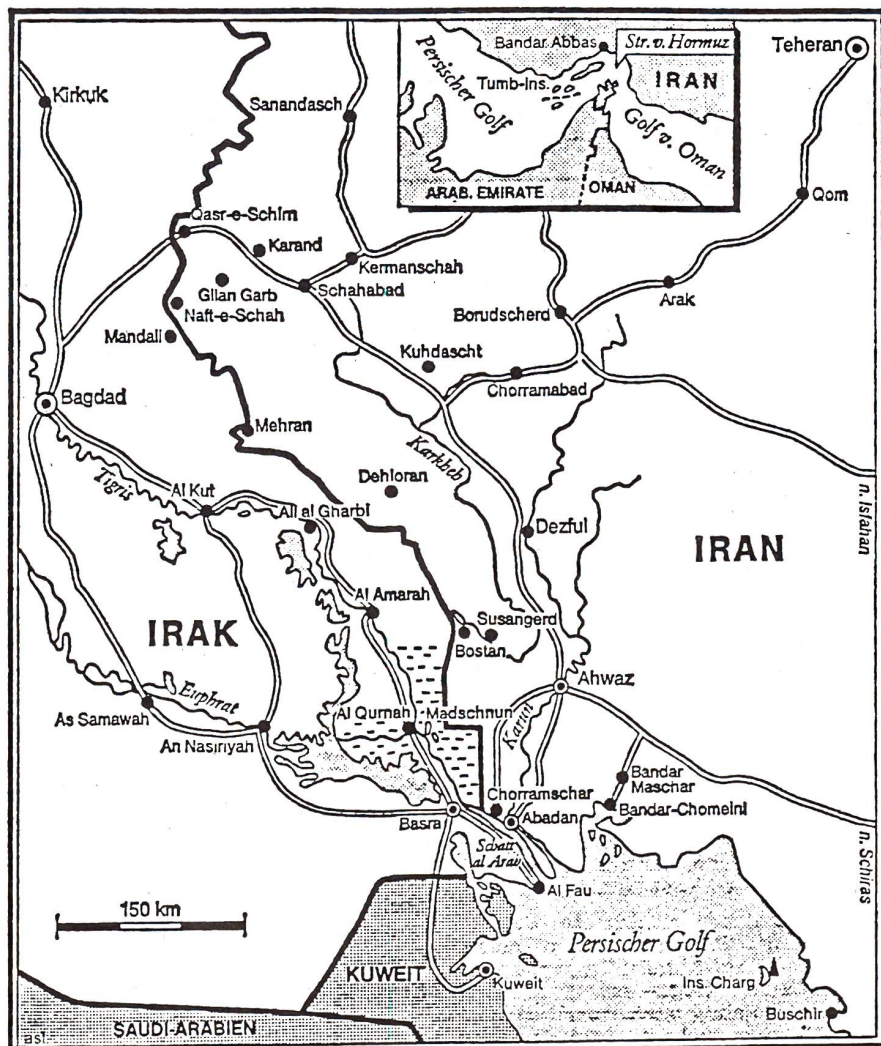 Bandar Abbas
Str. v. Hormuz
Teheran
Persischer Golf
IRAN
Kirkuk
Tumb-Ins.
Sanandasch
Golf v. Oman
ARAB. EMIRATE
OMAN
Qom
Qasr-e-Schirn
Karand
Kermanschah
Gilan Garb
Schahabad
Arak
Naft-e-Schah
Borudscherd
Mandali
Kuhdascht
Chorramabad
Bagdad
Mehran
Karkheh
Tigris
Dehloran
Al Kut
n. Isfahan
Ali al Gharbi
Dezful
IRAN
Al Amarah
IRAK
Susangerd
Bostan
Euphrat
Ahwaz
As Samawah
Al Qurnah
Madschnun
Karun
An Nasiriyah
Bandar
Maschar
Chorramschar
Bandar-Chomeini
Basra
Abadan
Schatt
al Arab
n. Schiras
Al Fau
150 km
Persischer Golf
KUWEIT
Kuweit
Ins. Charg
Buschir
SAUDI-ARABIEN
asl